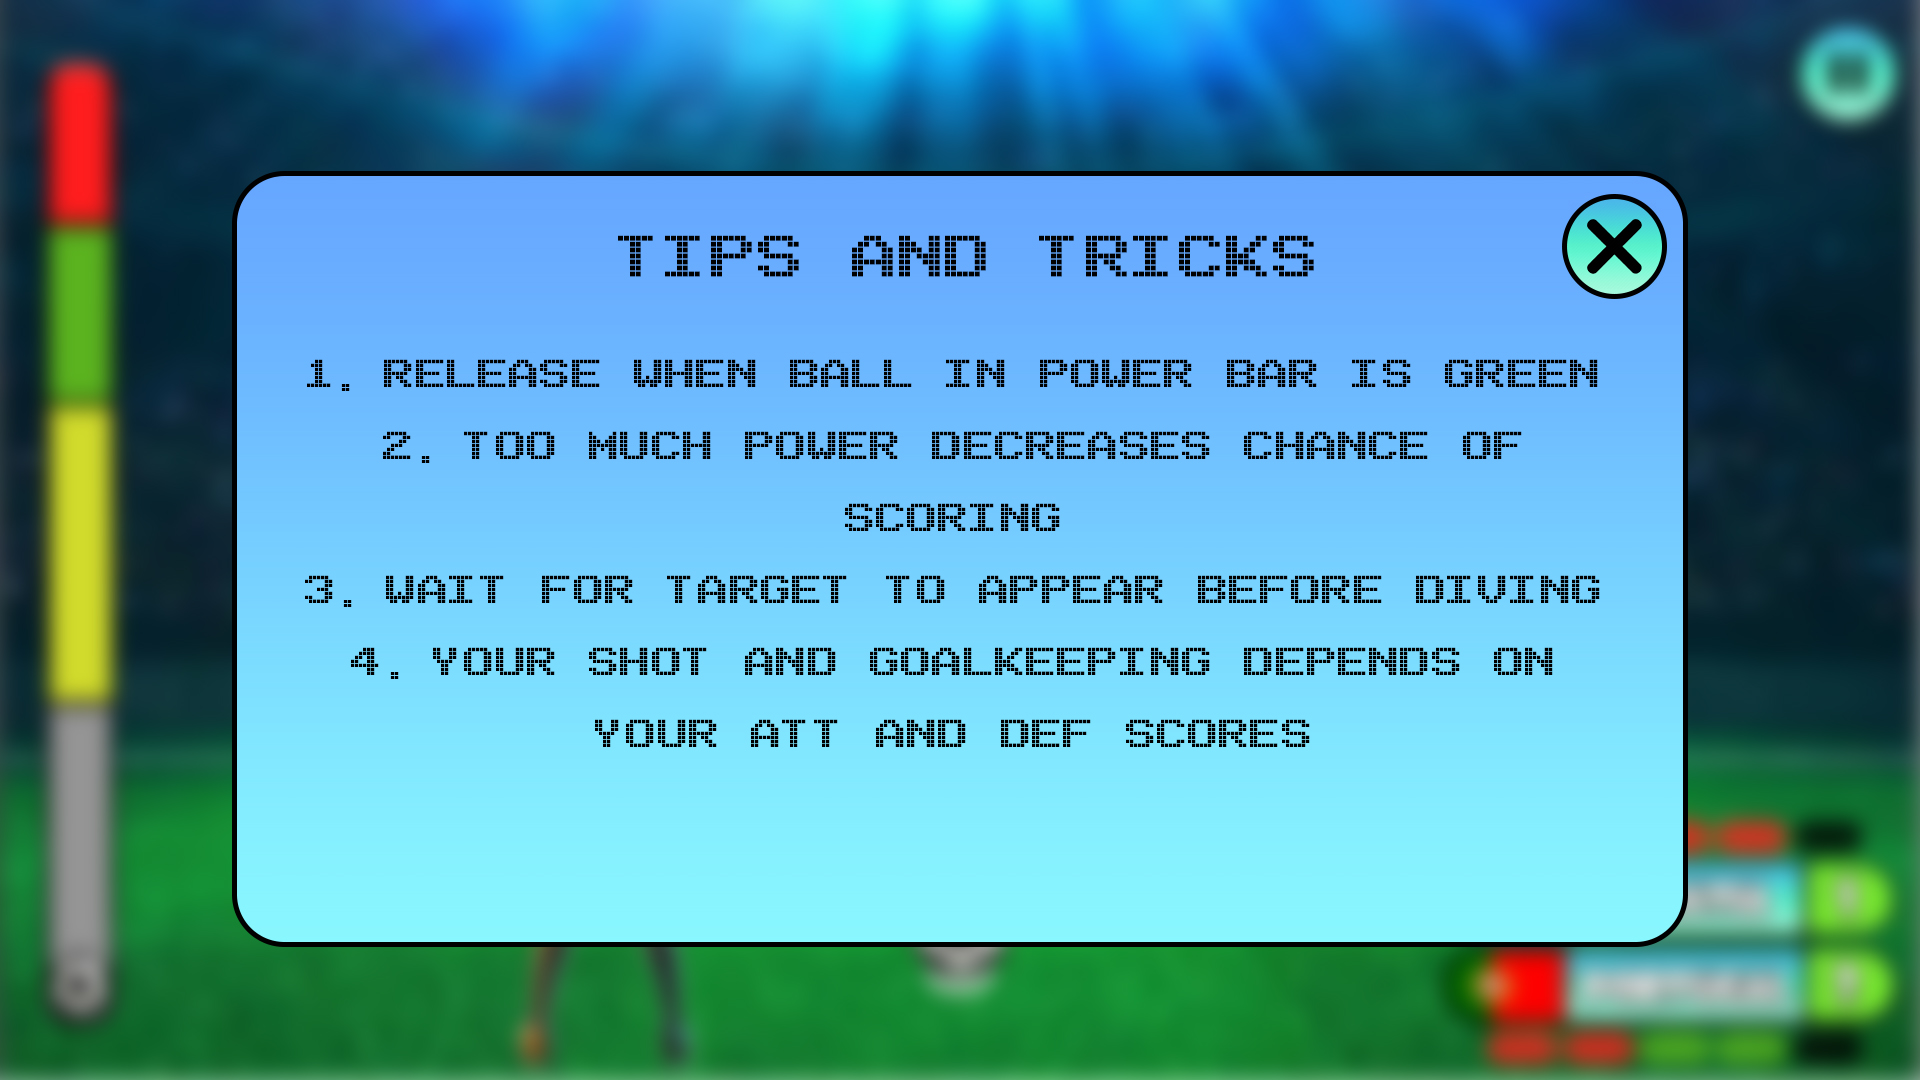 TIPS AND TRICKS
1. RELEASE WHEN BALL IN POWER BAR IS GREEN
2. TOO MUCH POWER DECREASES CHANCE OF
SCORING
3. WAIT FOR TARGET TO APPEAR BEFORE DIVING
4. YOUR SHOT AND GOALKEEPING DEPENDS ON
YOUR ATT AND DEF SCORES